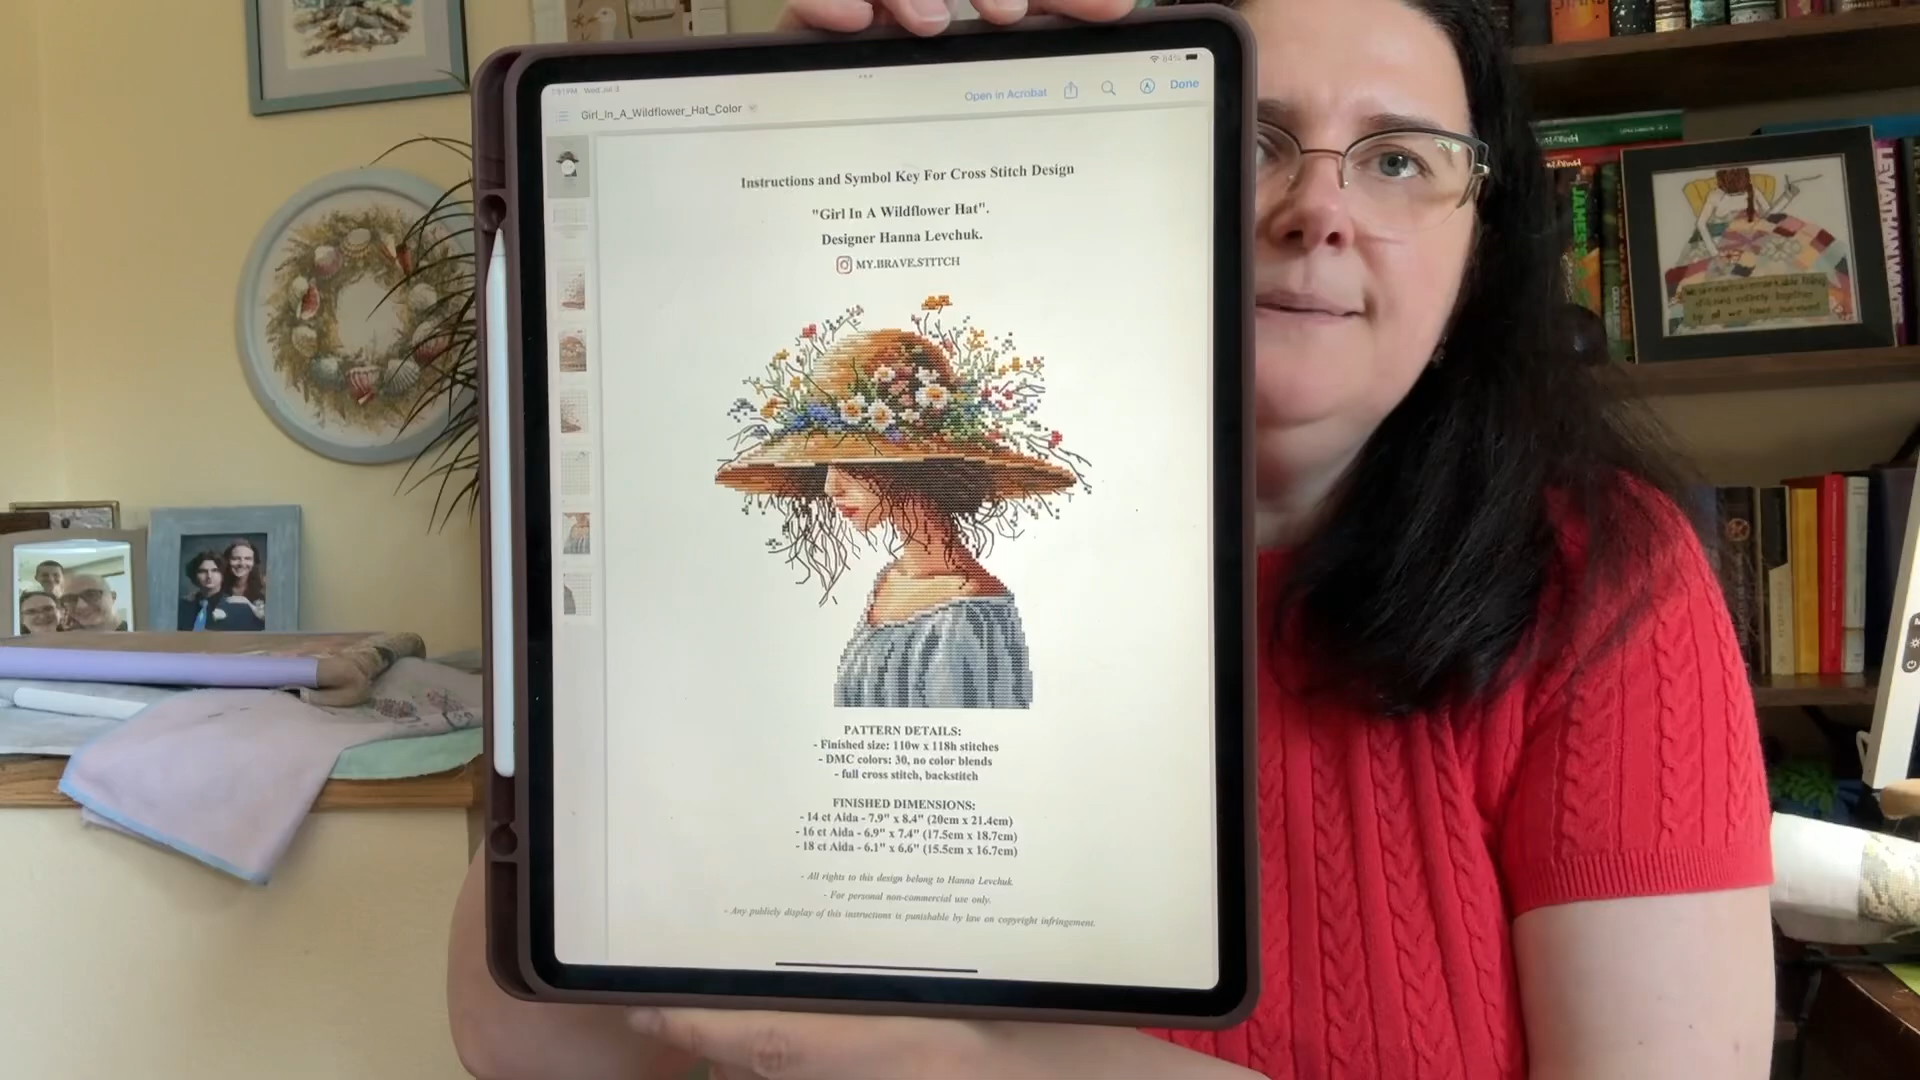 84%
Open in Acrobat
Done
Girl_In_A_Wildflower_Hat_Color
Instructions and Symbol Key For Cross Stitch Design
"Girl In A Wildflower Hat".
Designer Hanna Levchuk.
MY.BRAVE.STITCH
PATTERN DETAILS:
- Finished size: 110w x 118h stitches
- DMC colors: 30, no color blends
- full cross stitch, backstitch
FINISHED DIMENSIONS:
- 14 ct Aida - 7.9" x 8.4" (20cm x 21.4cm)
- 16 ct Aida - 6.9" x 7.4" (17.5cm x 18.7cm)
- 18 ct Aida - 6.1" x 6.6" (15.5cm x 16.7cm)
- All rights to this design belong to Hanna Levchuk.
- For personal non-commercial use only.
- Any publicly display of this instructions is punishable by law on copyright infringement.
LEVIATHAN WAKES